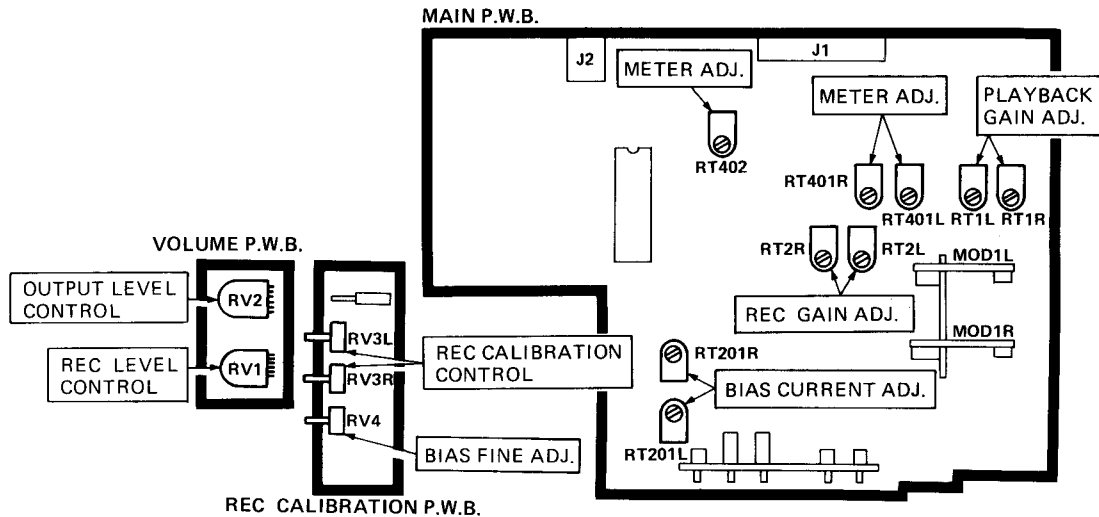 MAIN P.W.B.
J2
J1
METER ADJ.
METER ADJ.
PLAYBACK
GAIN ADJ.
RT402
RT401R
RT401L
RT1L
RT1R
RT2R
RT2L
MOD1L
REC GAIN ADJ.
MOD1R
RT201R
BIAS CURRENT ADJ.
RT201L
VOLUME P.W.B.
OUTPUT LEVEL
CONTROL
RV2
REC LEVEL
CONTROL
RV1
RV3L
RV3R
REC CALIBRATION
CONTROL
RV4
BIAS FINE ADJ.
REC CALIBRATION P.W.B.